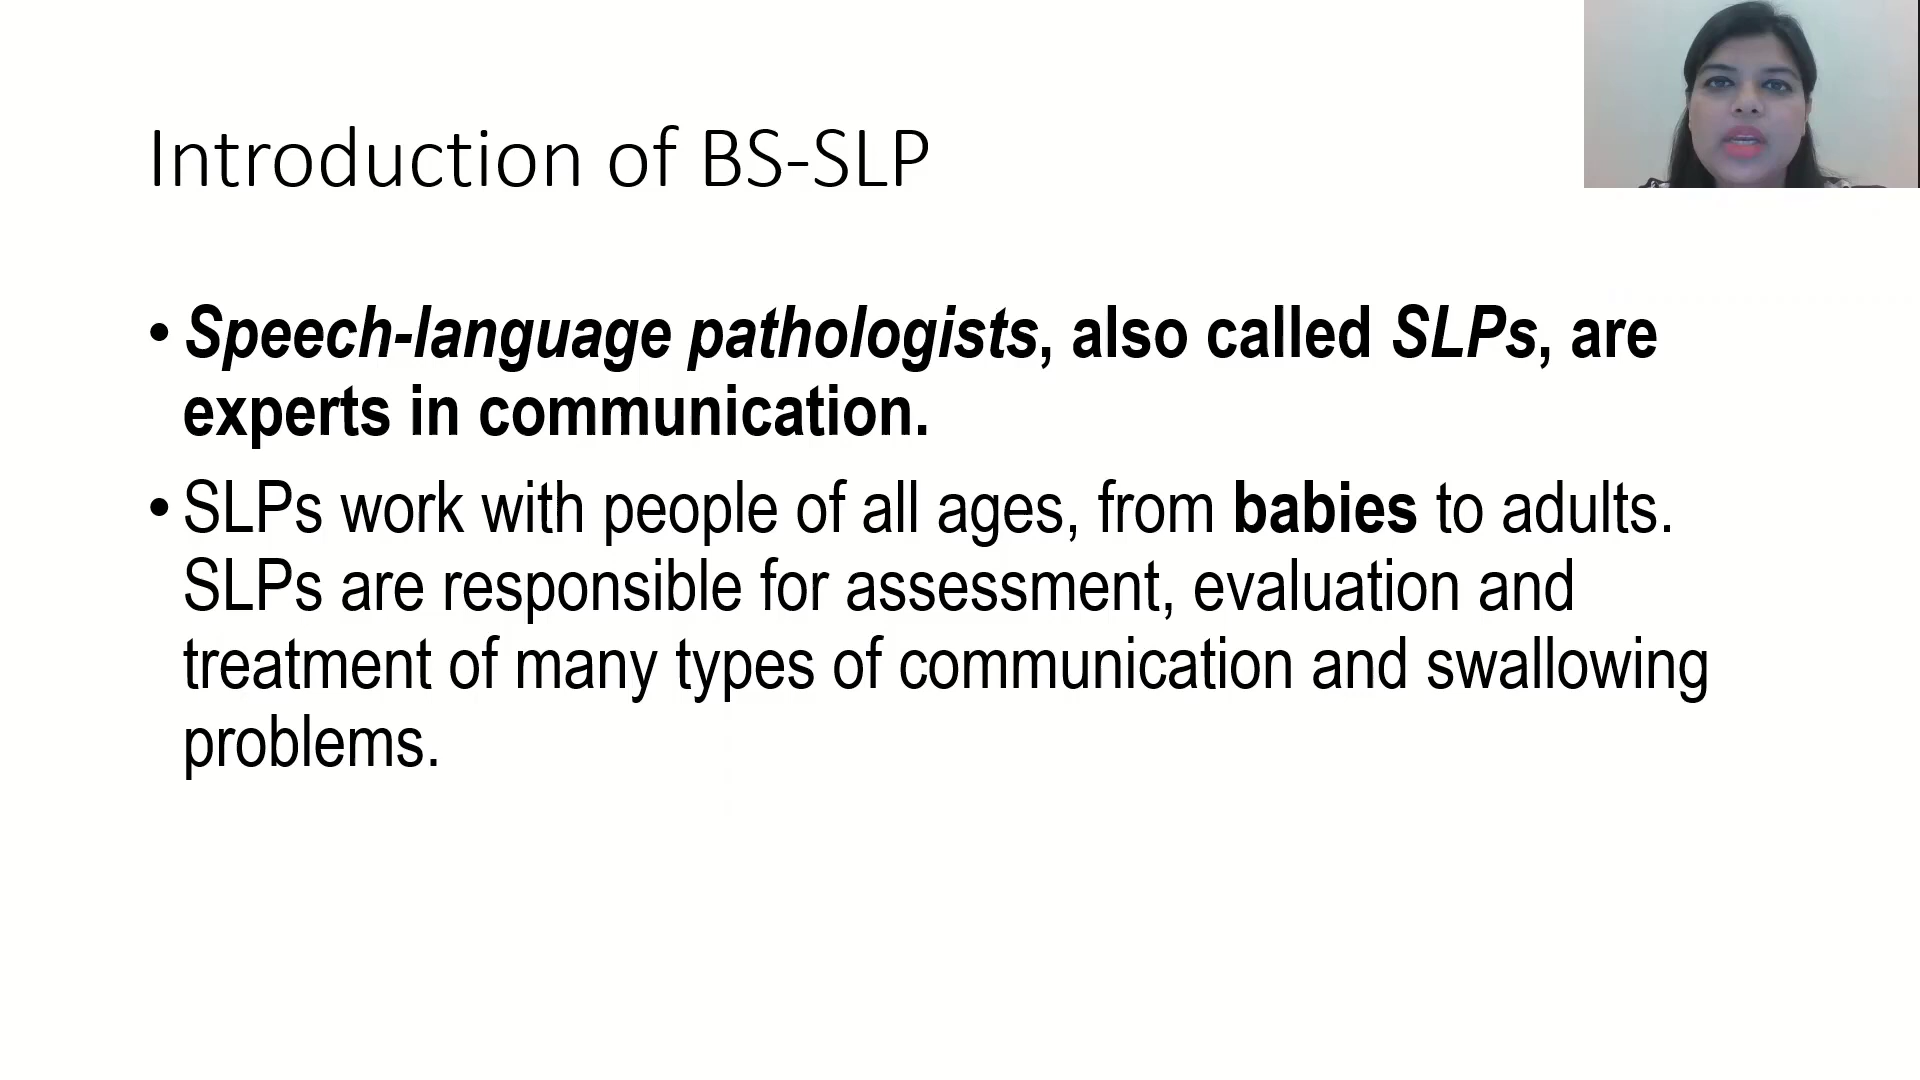 Introduction of BS-SLP
• Speech-language pathologists, also called SLPs, are
experts in communication.
• SLPs work with people of all ages, from babies to adults.
SLPs are responsible for assessment, evaluation and
treatment of many types of communication and swallowing
problems.